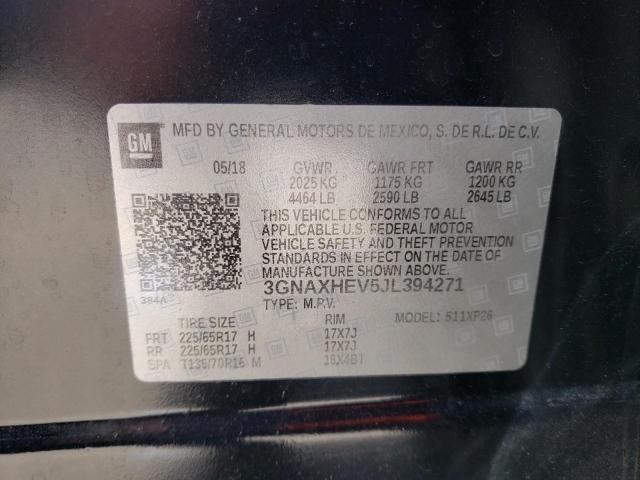 GM MFD BY GENERAL MOTORS DE MEXICO, S. DE R.L. DE C.V.
05/18 GVWR GAWR FRT GAWR RR
2025 KG 1175 KG 1200 KG
4464 LB 2590 LB 2645 LB
THIS VEHICLE CONFORMS TO ALL
APPLICABLE U.S. FEDERAL MOTOR
VEHICLE SAFETY AND THEFT PREVENTION
STANDARDS IN EFFECT ON THE DATE OF
MANUFACTURE SHOWN ABOVE.
3GNAXHEV5JL394271
384A
TYPE: M.P.V.
MODEL: 511XP26
TIRE SIZE RIM
FRT 225/65R17 H 17X7J
RR 225/65R17 H 17X7J
SPA T135/70R16 M 16X4BT